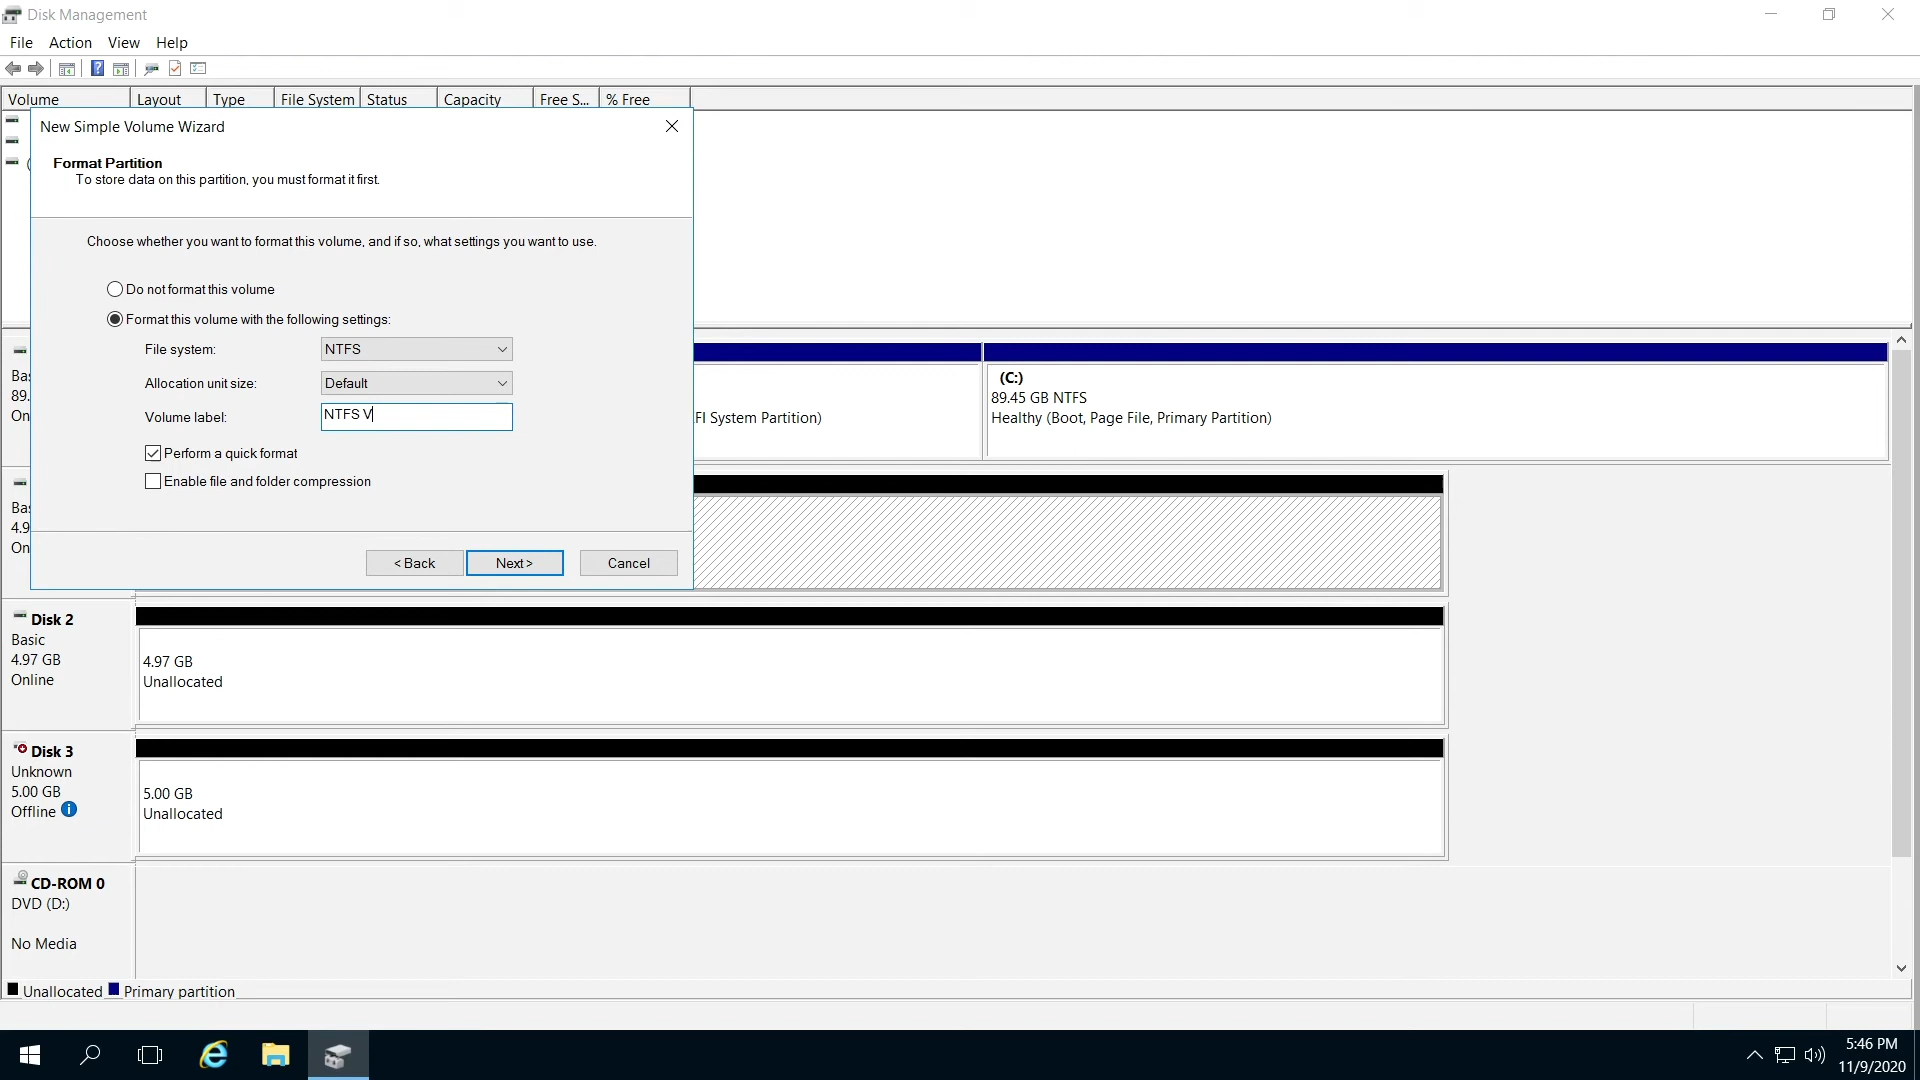 Disk Management
File Action View Help
Volume Layout Type File System Status Capacity Free S... % Free
New Simple Volume Wizard
Format Partition
To store data on this partition, you must format it first.
Choose whether you want to format this volume, and if so, what settings you want to use.
Do not format this volume
Format this volume with the following settings:
File system: NTFS
Allocation unit size: Default
Volume label: NTFS V
Perform a quick format
Enable file and folder compression
< Back Next > Cancel
Bas
89.
On
FI System Partition)
(C:)
89.45 GB NTFS
Healthy (Boot, Page File, Primary Partition)
Bas
4.9
On
Disk 2
Basic
4.97 GB
Online
4.97 GB
Unallocated
Disk 3
Unknown
5.00 GB
Offline
5.00 GB
Unallocated
CD-ROM 0
DVD (D:)
No Media
Unallocated Primary partition
5:46 PM
11/9/2020